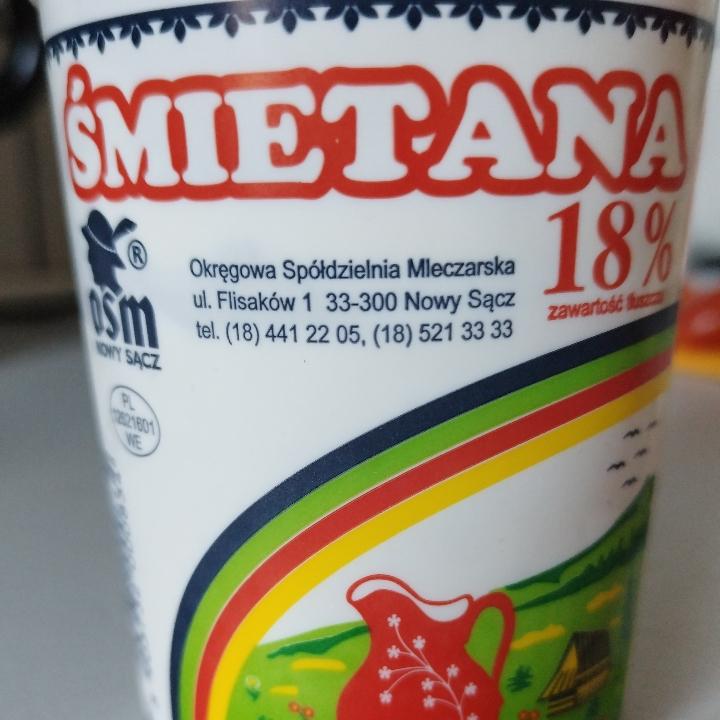 ŚMIETANA
18%
zawartość tłuszczu
Okręgowa Spółdzielnia Mleczarska
ul. Flisaków 1 33-300 Nowy Sącz
tel. (18) 441 22 05, (18) 521 33 33
®
OSM
NOWY SĄCZ
PL
12621601
WE